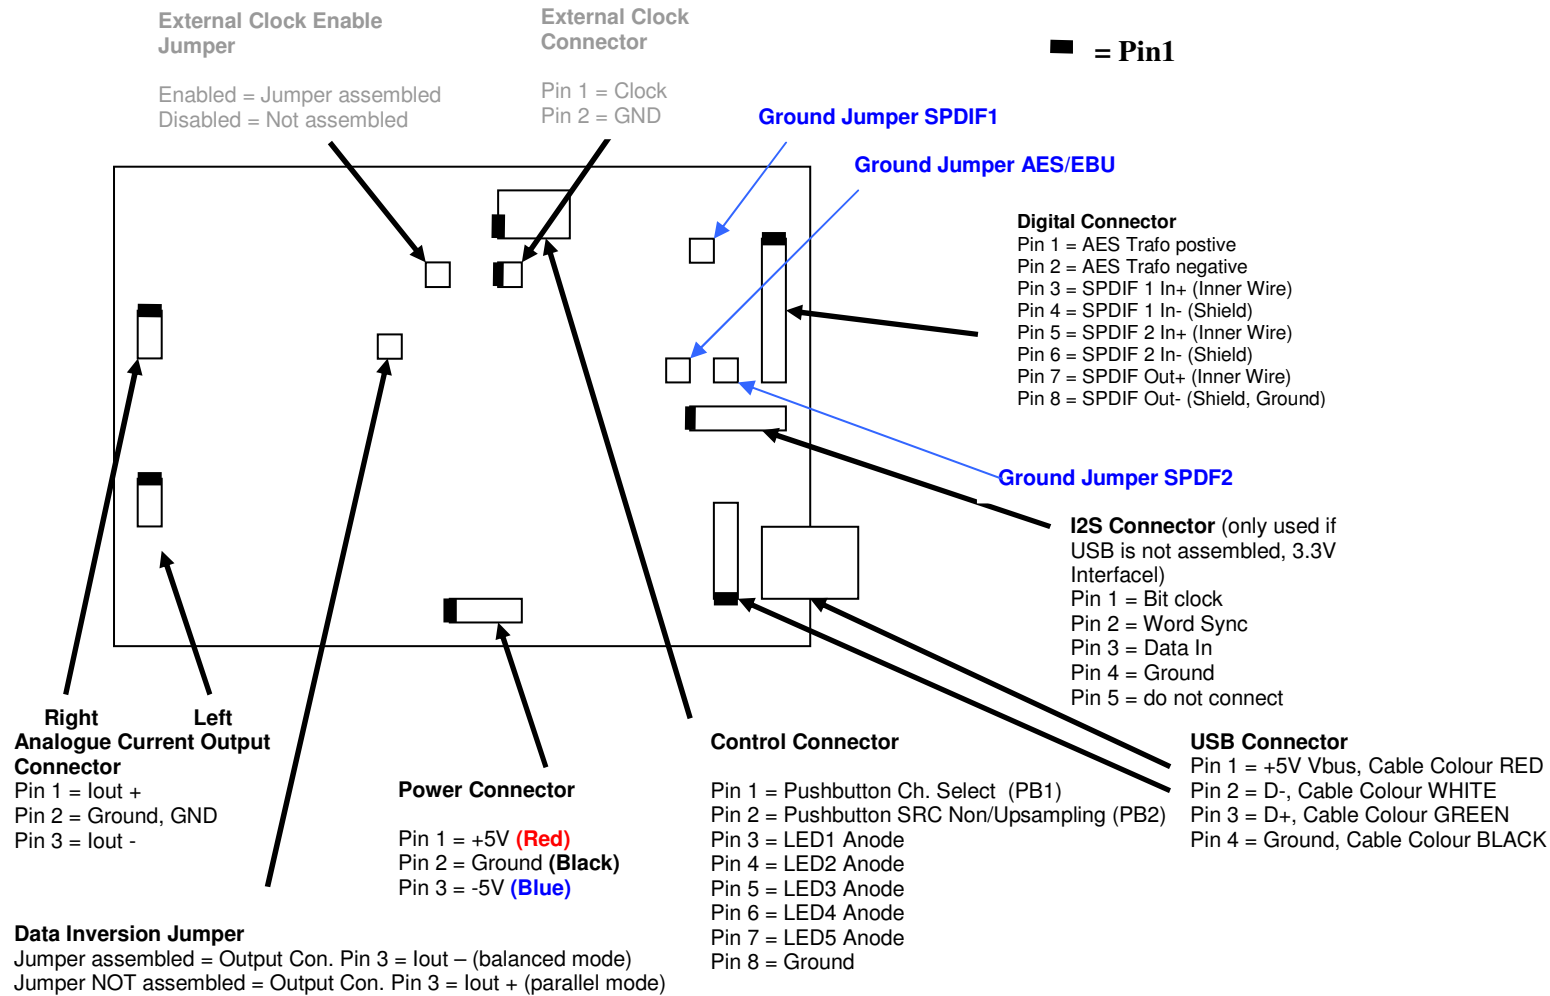 External Clock Enable
Jumper
Enabled = Jumper assembled
Disabled = Not assembled
External Clock
Connector
Pin 1 = Clock
Pin 2 = GND
= Pin1
Ground Jumper SPDIF1
Ground Jumper AES/EBU
Digital Connector
Pin 1 = AES Trafo postive
Pin 2 = AES Trafo negative
Pin 3 = SPDIF 1 In+ (Inner Wire)
Pin 4 = SPDIF 1 In- (Shield)
Pin 5 = SPDIF 2 In+ (Inner Wire)
Pin 6 = SPDIF 2 In- (Shield)
Pin 7 = SPDIF Out+ (Inner Wire)
Pin 8 = SPDIF Out- (Shield, Ground)
Ground Jumper SPDF2
I2S Connector (only used if
USB is not assembled, 3.3V
Interfacel)
Pin 1 = Bit clock
Pin 2 = Word Sync
Pin 3 = Data In
Pin 4 = Ground
Pin 5 = do not connect
Right Left
Analogue Current Output
Connector
Pin 1 = Iout +
Pin 2 = Ground, GND
Pin 3 = Iout -
Power Connector
Pin 1 = +5V (Red)
Pin 2 = Ground (Black)
Pin 3 = -5V (Blue)
Control Connector
Pin 1 = Pushbutton Ch. Select (PB1)
Pin 2 = Pushbutton SRC Non/Upsampling (PB2)
Pin 3 = LED1 Anode
Pin 4 = LED2 Anode
Pin 5 = LED3 Anode
Pin 6 = LED4 Anode
Pin 7 = LED5 Anode
Pin 8 = Ground
USB Connector
Pin 1 = +5V Vbus, Cable Colour RED
Pin 2 = D-, Cable Colour WHITE
Pin 3 = D+, Cable Colour GREEN
Pin 4 = Ground, Cable Colour BLACK
Data Inversion Jumper
Jumper assembled = Output Con. Pin 3 = Iout – (balanced mode)
Jumper NOT assembled = Output Con. Pin 3 = Iout + (parallel mode)